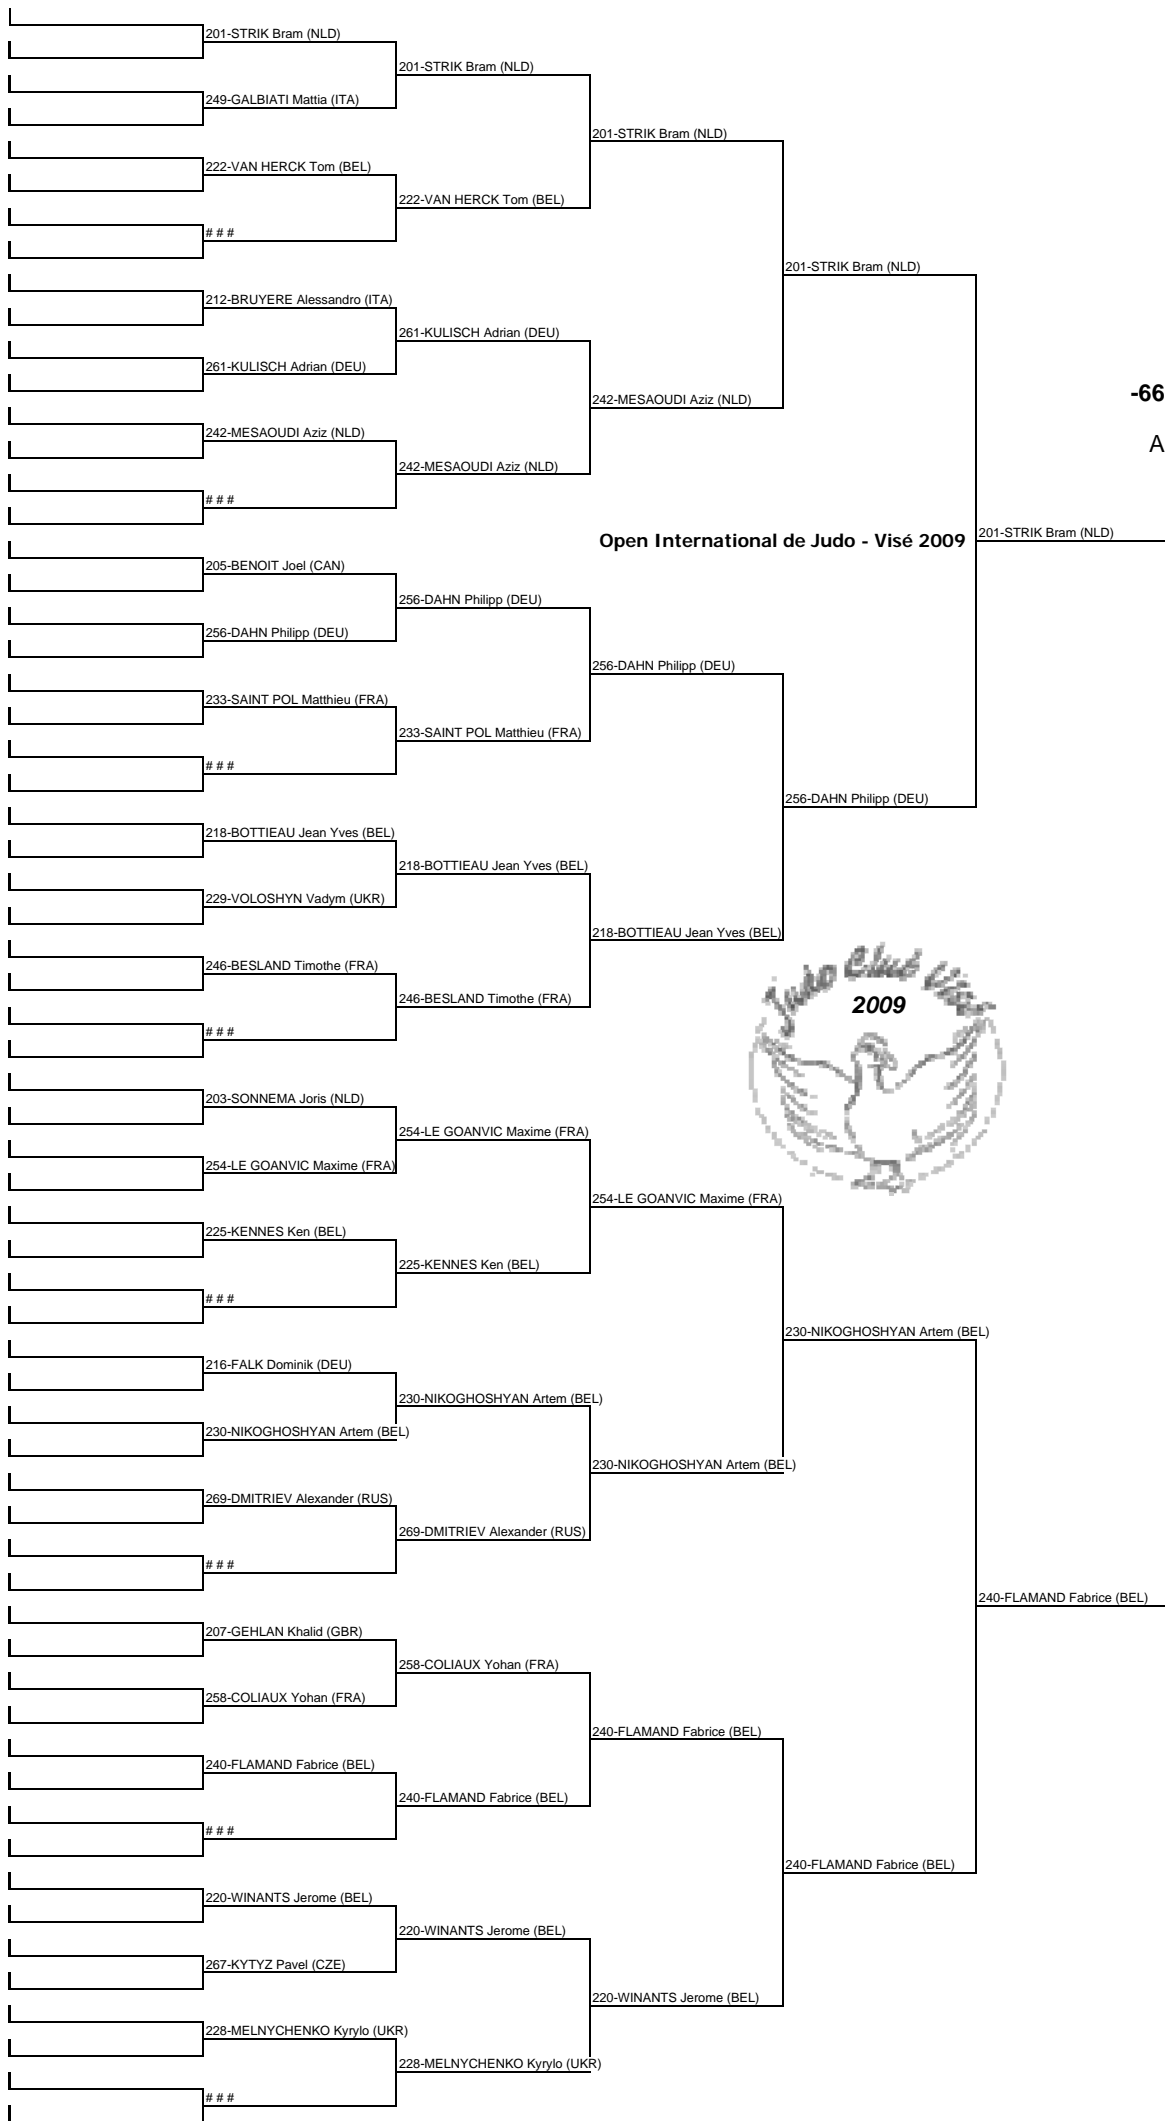 201-STRIK Bram (NLD)
201-STRIK Bram (NLD)
249-GALBIATI Mattia (ITA)
201-STRIK Bram (NLD)
222-VAN HERCK Tom (BEL)
222-VAN HERCK Tom (BEL)
# # #
201-STRIK Bram (NLD)
212-BRUYERE Alessandro (ITA)
261-KULISCH Adrian (DEU)
261-KULISCH Adrian (DEU)
-66
242-MESAOUDI Aziz (NLD)
242-MESAOUDI Aziz (NLD)
A
242-MESAOUDI Aziz (NLD)
# # #
Open International de Judo - Visé 2009
201-STRIK Bram (NLD)
205-BENOIT Joel (CAN)
256-DAHN Philipp (DEU)
256-DAHN Philipp (DEU)
256-DAHN Philipp (DEU)
233-SAINT POL Matthieu (FRA)
233-SAINT POL Matthieu (FRA)
# # #
256-DAHN Philipp (DEU)
218-BOTTIEAU Jean Yves (BEL)
218-BOTTIEAU Jean Yves (BEL)
229-VOLOSHYN Vadym (UKR)
218-BOTTIEAU Jean Yves (BEL)
246-BESLAND Timothe (FRA)
Judo Club Visé
246-BESLAND Timothe (FRA)
2009
# # #
203-SONNEMA Joris (NLD)
254-LE GOANVIC Maxime (FRA)
254-LE GOANVIC Maxime (FRA)
254-LE GOANVIC Maxime (FRA)
225-KENNES Ken (BEL)
225-KENNES Ken (BEL)
# # #
230-NIKOGHOSHYAN Artem (BEL)
216-FALK Dominik (DEU)
230-NIKOGHOSHYAN Artem (BEL)
230-NIKOGHOSHYAN Artem (BEL)
230-NIKOGHOSHYAN Artem (BEL)
269-DMITRIEV Alexander (RUS)
269-DMITRIEV Alexander (RUS)
# # #
240-FLAMAND Fabrice (BEL)
207-GEHLAN Khalid (GBR)
258-COLIAUX Yohan (FRA)
258-COLIAUX Yohan (FRA)
240-FLAMAND Fabrice (BEL)
240-FLAMAND Fabrice (BEL)
240-FLAMAND Fabrice (BEL)
# # #
240-FLAMAND Fabrice (BEL)
220-WINANTS Jerome (BEL)
220-WINANTS Jerome (BEL)
267-KYTYZ Pavel (CZE)
220-WINANTS Jerome (BEL)
228-MELNYCHENKO Kyrylo (UKR)
228-MELNYCHENKO Kyrylo (UKR)
# # #